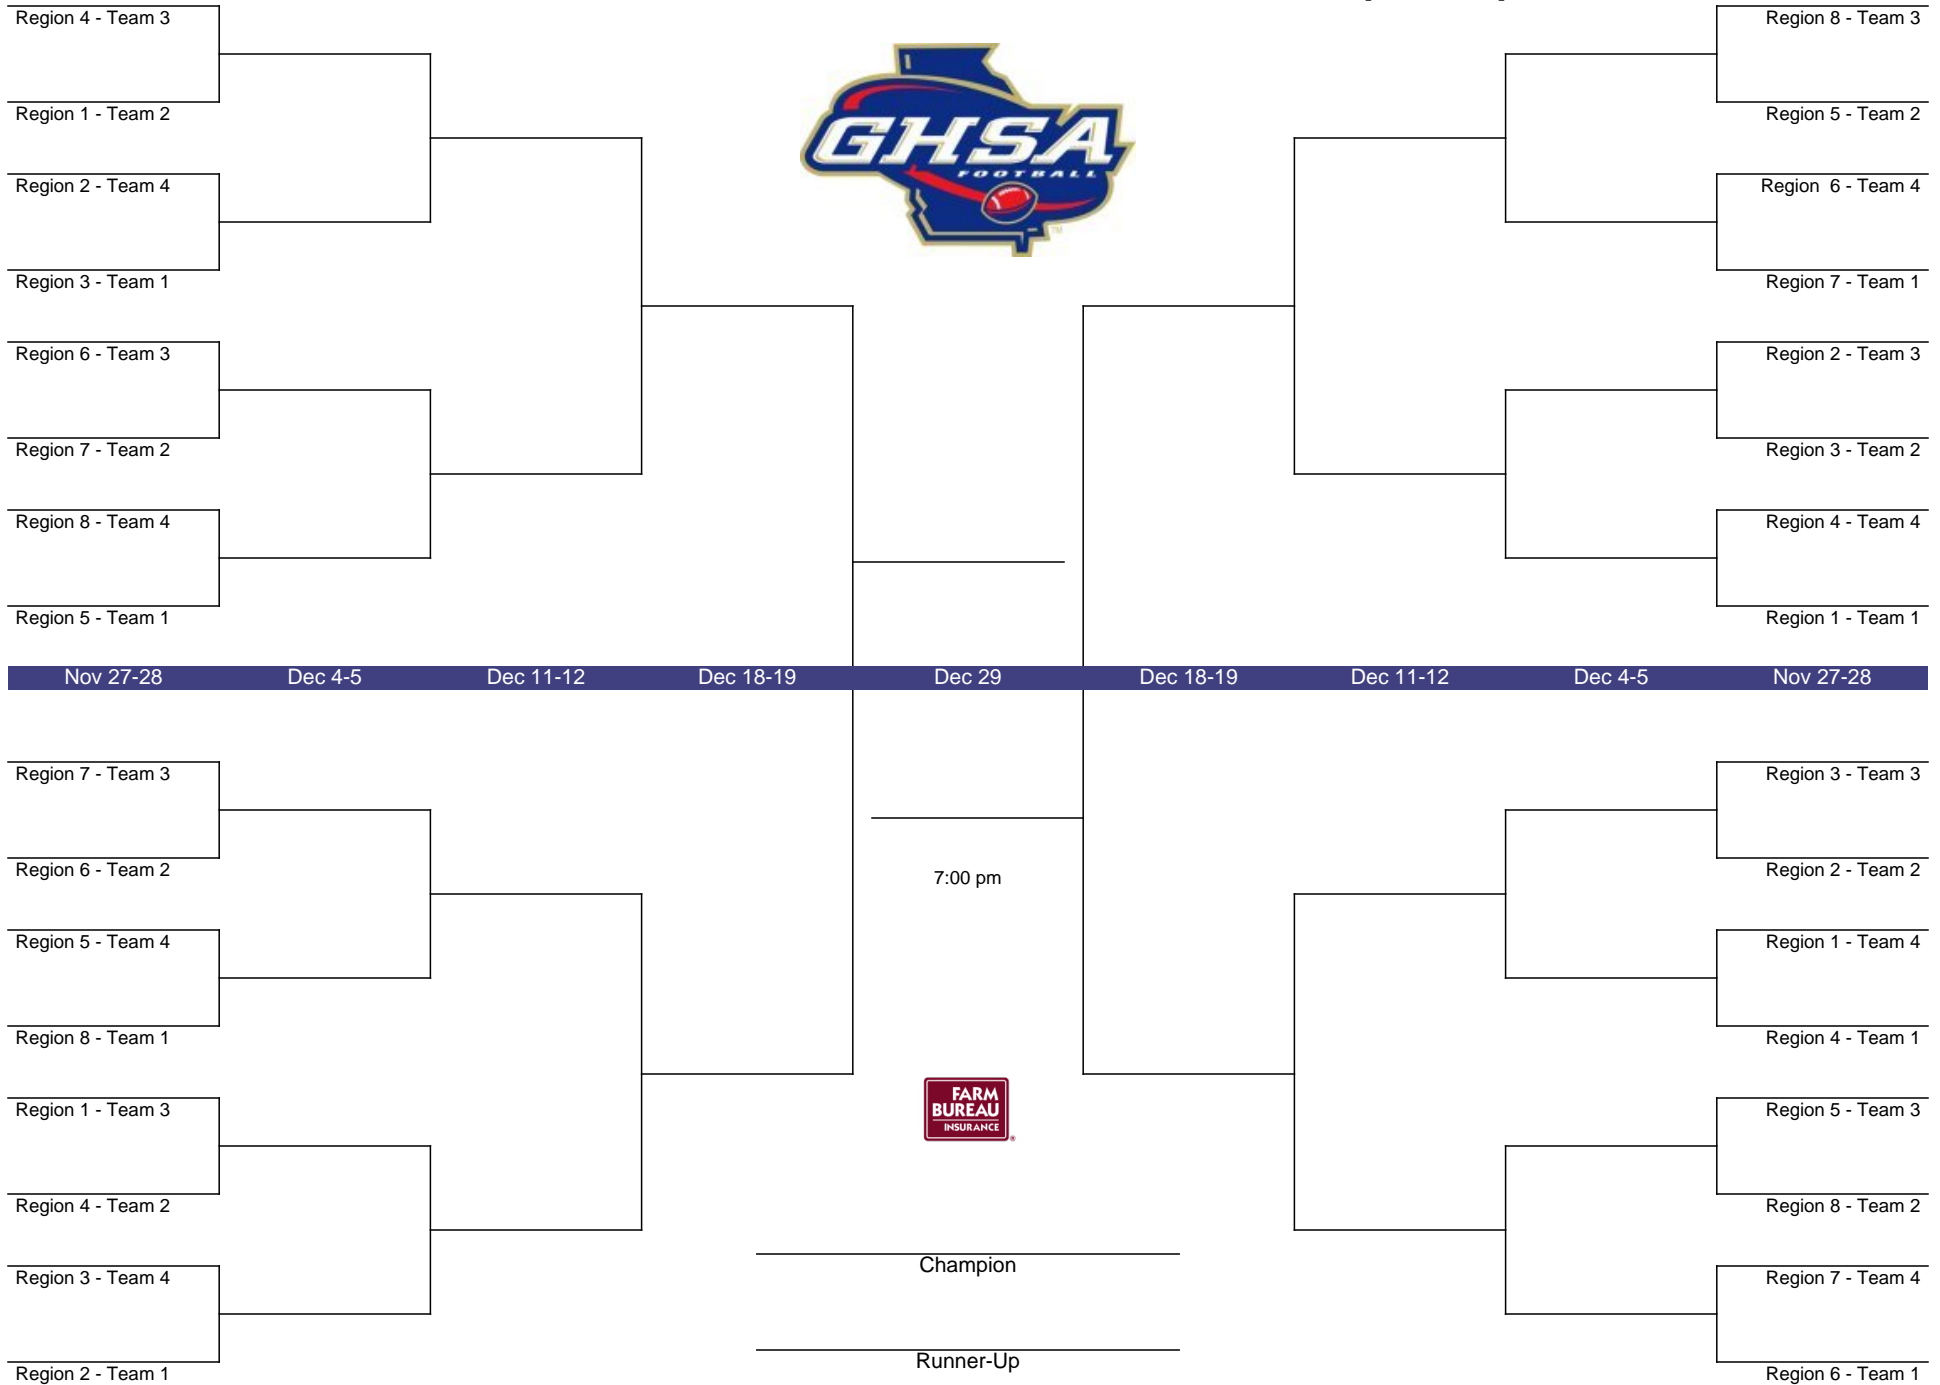 Region 4 - Team 3
Region 8 - Team 3
Region 1 - Team 2
Region 5 - Team 2
GHSA
FOOTBALL
TM
Region 2 - Team 4
Region 6 - Team 4
Region 3 - Team 1
Region 7 - Team 1
Region 6 - Team 3
Region 2 - Team 3
Region 7 - Team 2
Region 3 - Team 2
Region 8 - Team 4
Region 4 - Team 4
Region 5 - Team 1
Region 1 - Team 1
Nov 27-28 Dec 4-5 Dec 11-12 Dec 18-19 Dec 29 Dec 18-19 Dec 11-12 Dec 4-5 Nov 27-28
Region 7 - Team 3
Region 3 - Team 3
Region 6 - Team 2
7:00 pm
Region 2 - Team 2
Region 5 - Team 4
Region 1 - Team 4
Region 8 - Team 1
Region 4 - Team 1
FARM
BUREAU
INSURANCE
®
Region 1 - Team 3
Region 5 - Team 3
Region 4 - Team 2
Region 8 - Team 2
Champion
Region 3 - Team 4
Region 7 - Team 4
Runner-Up
Region 2 - Team 1
Region 6 - Team 1